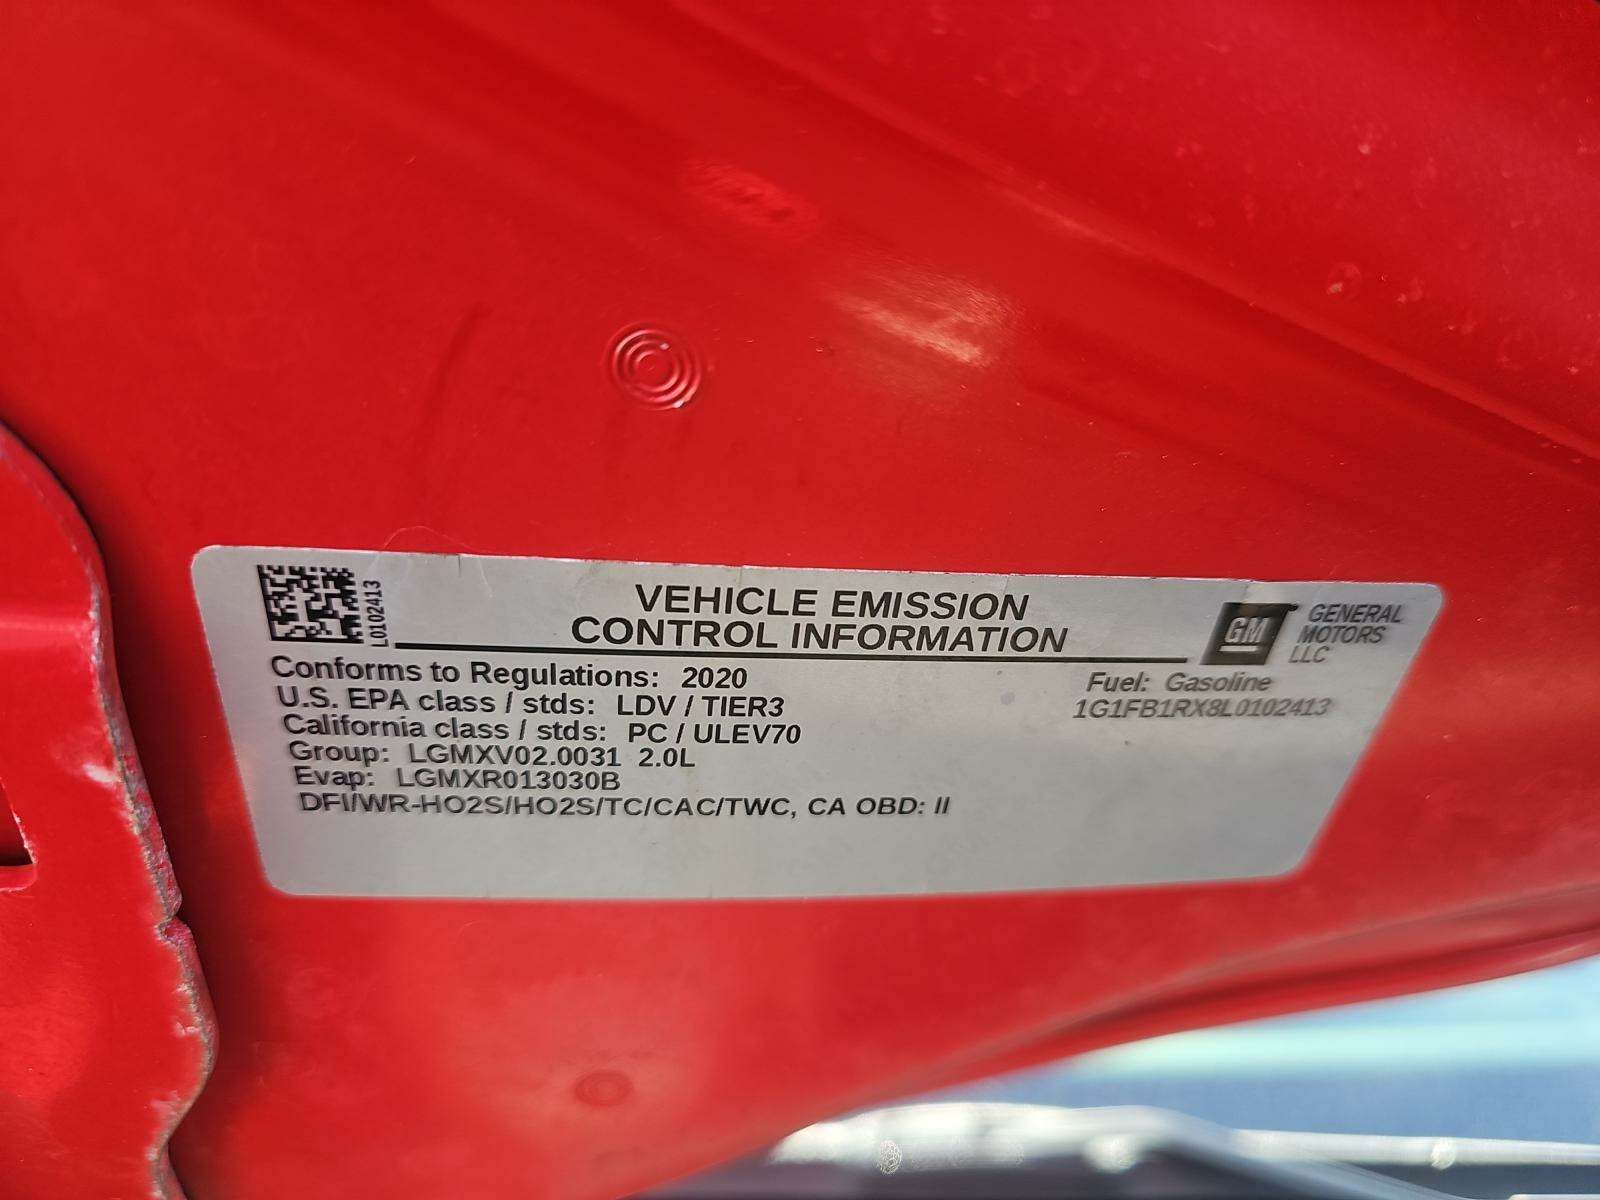 L0102413
VEHICLE EMISSION
CONTROL INFORMATION
GM
GENERAL
MOTORS
LLC
Conforms to Regulations: 2020
U.S. EPA class / stds: LDV / TIER3
California class / stds: PC / ULEV70
Group: LGMXV02.0031 2.0L
Evap: LGMXR013030B
DFI/WR-HO2S/HO2S/TC/CAC/TWC, CA OBD: II
Fuel: Gasoline
1G1FB1RX8L0102413